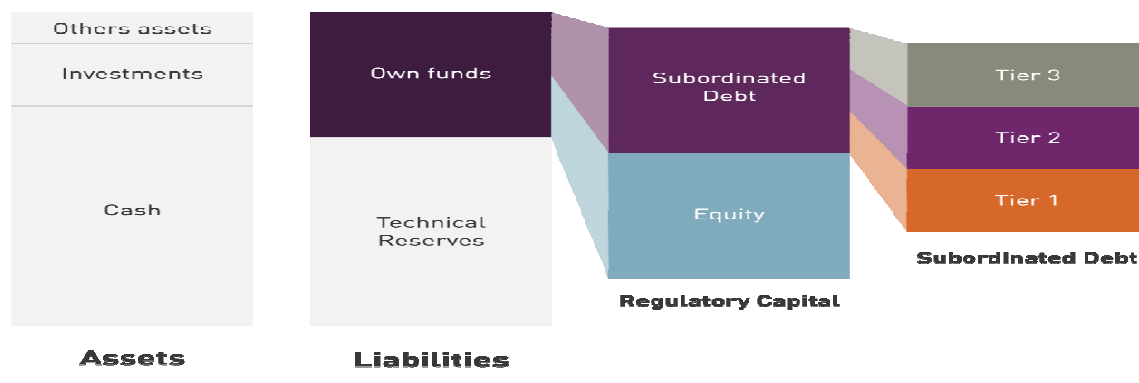 Others assets
Investments
Cash
Assets
Own funds
Technical
Reserves
Liabilities
Subordinated
Debt
Equity
Regulatory Capital
Tier 3
Tier 2
Tier 1
Subordinated Debt